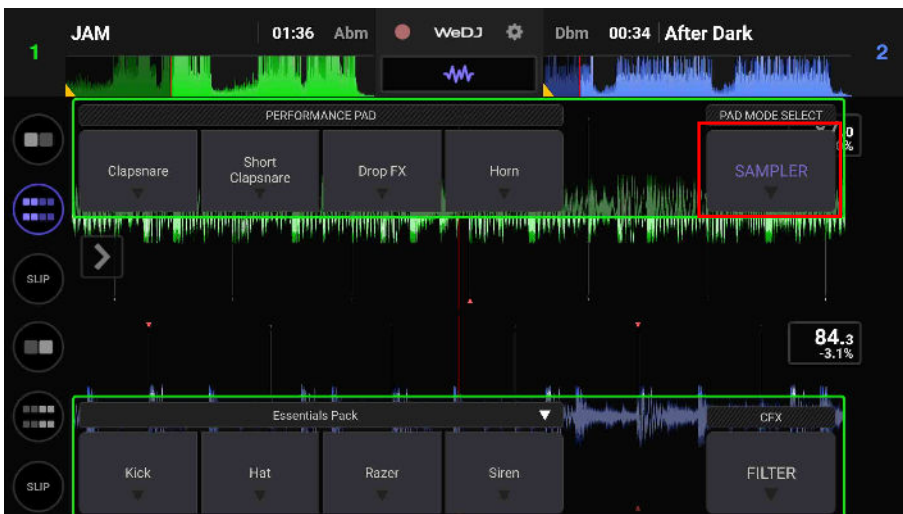 1
JAM
01:36
Abm
WeDJ
Dbm
00:34
After Dark
2
PERFORMANCE PAD
PAD MODE SELECT
Clapsnare
Short
Clapsnare
Drop FX
Horn
SAMPLER
SLIP
84.3
-3.1%
Essentials Pack
CFX
Kick
Hat
Razer
Siren
FILTER
SLIP